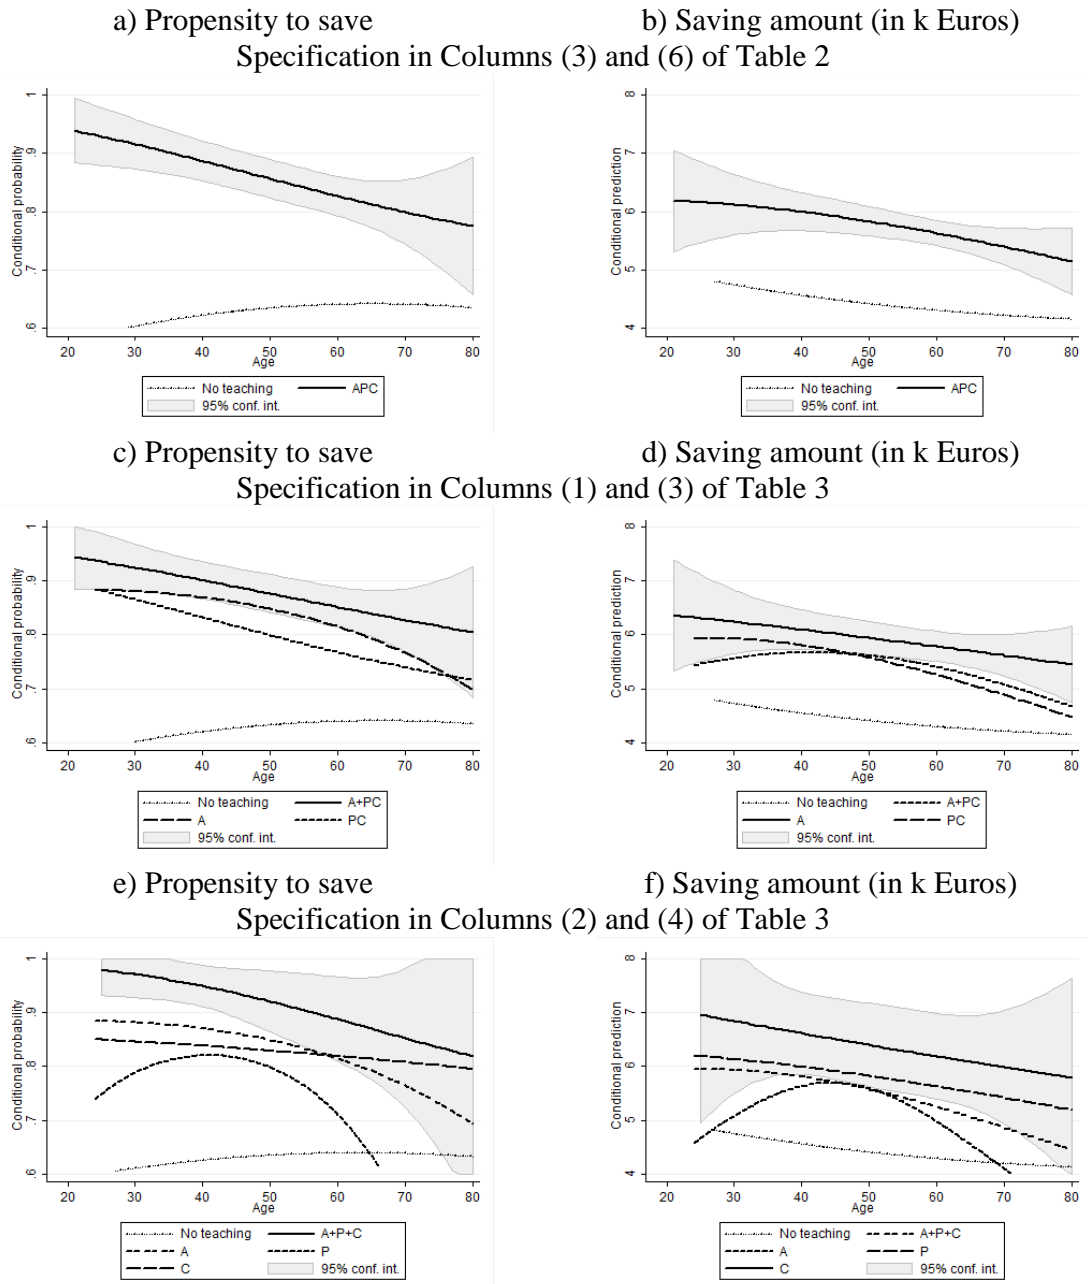 a) Propensity to save
b) Saving amount (in k Euros)
Specification in Columns (3) and (6) of Table 2
Conditional probability
1
.9
.8
.7
.6
20 30 40 50 60 70 80
Age
No teaching
APC
95% conf. int.
Conditional prediction
8
7
6
5
4
20 30 40 50 60 70 80
Age
No teaching
APC
95% conf. int.
c) Propensity to save
d) Saving amount (in k Euros)
Specification in Columns (1) and (3) of Table 3
Conditional probability
1
.9
.8
.7
.6
20 30 40 50 60 70 80
Age
No teaching
A+PC
A
PC
95% conf. int.
Conditional prediction
8
7
6
5
4
20 30 40 50 60 70 80
Age
No teaching
A+PC
A
PC
95% conf. int.
e) Propensity to save
f) Saving amount (in k Euros)
Specification in Columns (2) and (4) of Table 3
Conditional probability
1
.9
.8
.7
.6
20 30 40 50 60 70 80
Age
No teaching
A+P+C
A
P
C
95% conf. int.
Conditional prediction
8
7
6
5
4
20 30 40 50 60 70 80
Age
No teaching
A+P+C
A
P
C
95% conf. int.